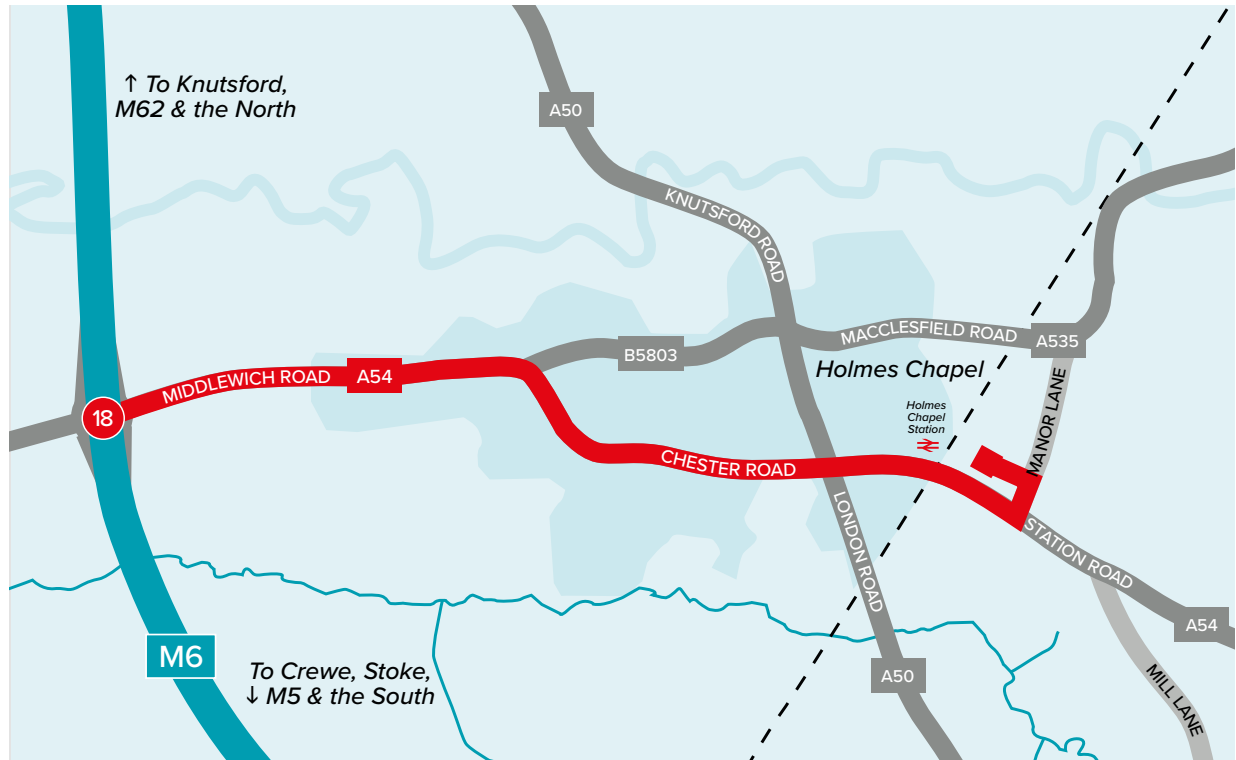 ↑ To Knutsford,
M62 & the North
A50
KNUTSFORD ROAD
MACCLESFIELD ROAD
A535
B5803
Holmes Chapel
MIDDLEWICH ROAD
A54
18
Holmes
Chapel
Station
MANOR LANE
CHESTER ROAD
LONDON ROAD
STATION ROAD
A54
M6
To Crewe, Stoke,
↓ M5 & the South
A50
MILL LANE